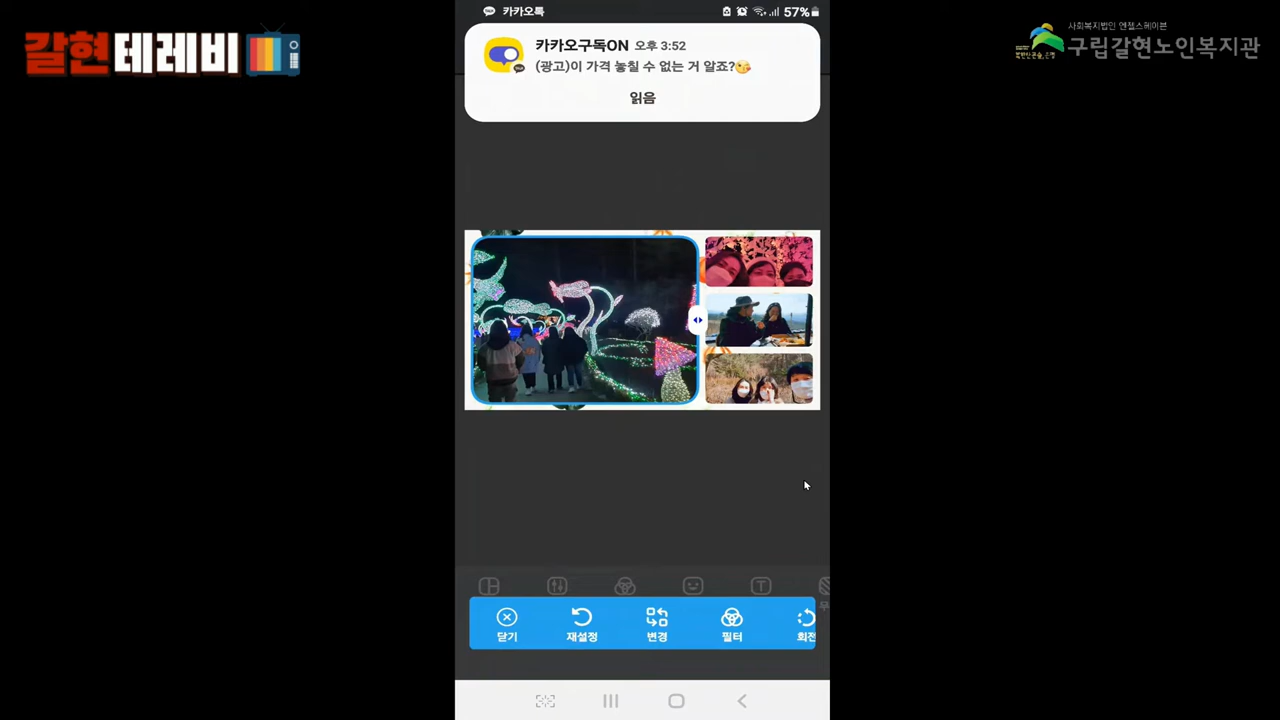 갈현테레비
사회복지법인 엔젤스헤이븐
구립갈현노인복지관
카카오톡
57%
카카오구독ON 오후 3:52
(광고)이 가격 놓칠 수 없는 거 알죠?😘
읽음
T
닫기 재설정 변경 필터 회전